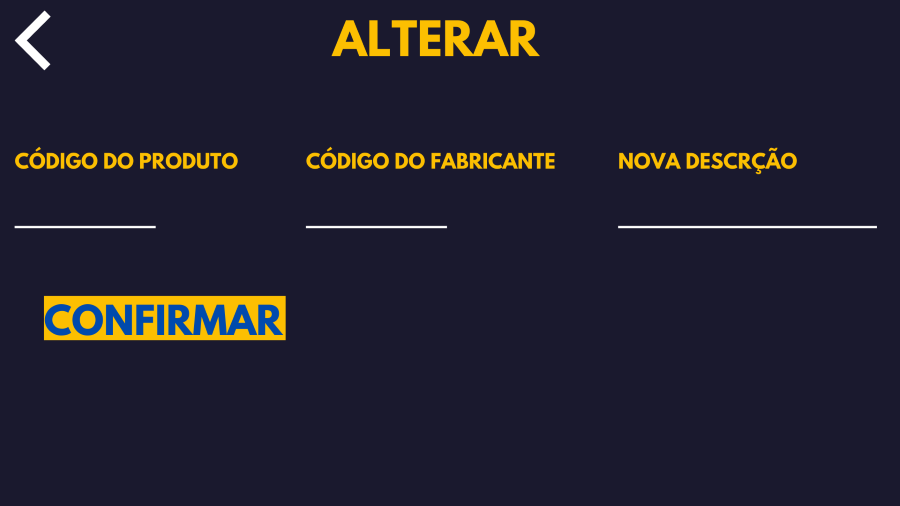 ALTERAR
CÓDIGO DO PRODUTO
CÓDIGO DO FABRICANTE
NOVA DESCRÇÃO
CONFIRMAR